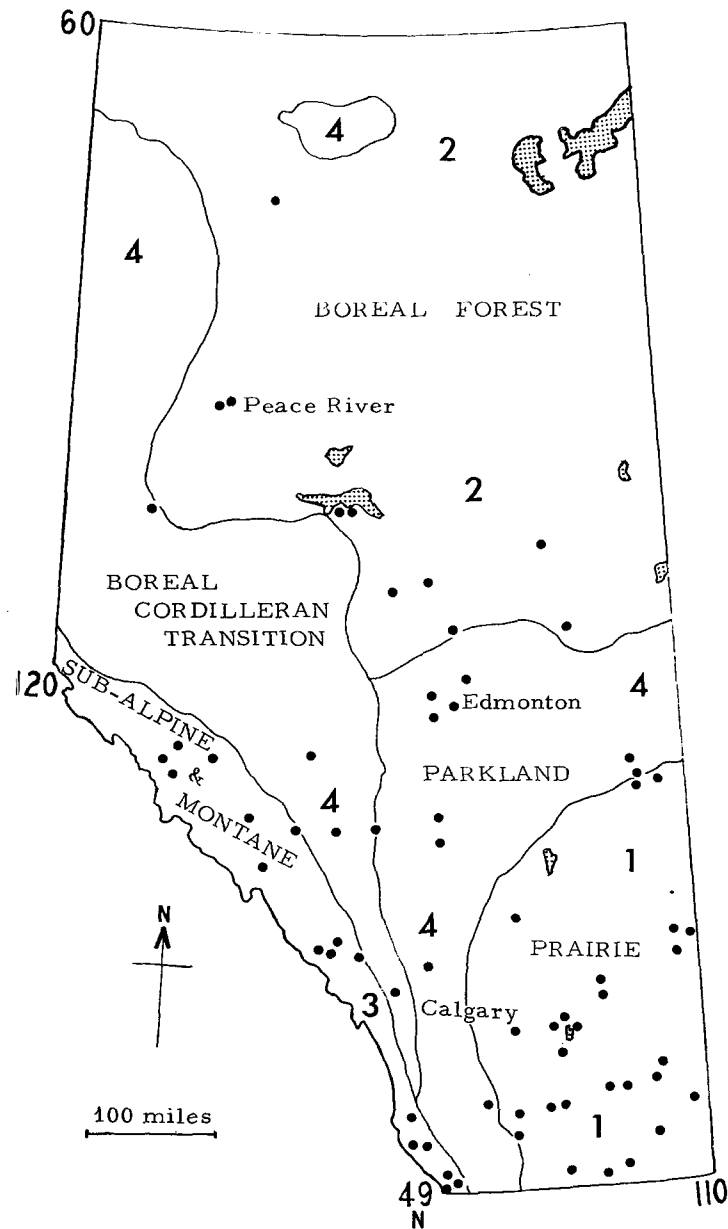 60
4
2
4
BOREAL FOREST
Peace River
2
BOREAL
CORDILLERAN
TRANSITION
120
SUB-ALPINE
&
MONTANE
4
Edmonton
PARKLAND
4
1
N
4
PRAIRIE
3
Calgary
100 miles
1
49
N
110